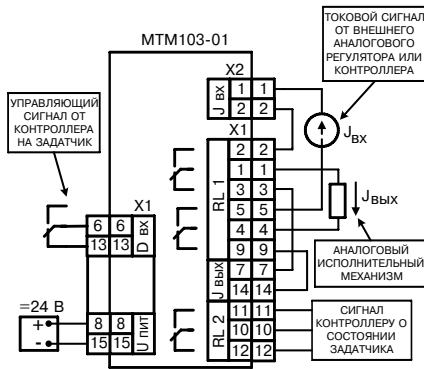 МТМ103-01
ТОКОВОЙ СИГНАЛ
ОТ ВНЕШНЕГО
АНАЛОГОВОГО
РЕГУЛЯТОРА ИЛИ
КОНТРОЛЛЕРА
УПРАВЛЯЮЩИЙ
СИГНАЛ ОТ
КОНТРОЛЛЕРА
НА ЗАДАТЧИК
X2
J вх
1 1
2 2
JВХ
X1
RL 1
2 2
1 1
3 3
5 5
4 4
9 9
J вых
7 7
14 14
RL 2
11 11
10 10
12 12
JВЫХ
АНАЛОГОВЫЙ
ИСПОЛНИТЕЛЬНЫЙ
МЕХАНИЗМ
СИГНАЛ
КОНТРОЛЛЕРУ О
СОСТОЯНИИ
ЗАДАТЧИКА
X1
6 6
13 13
D вх
=24 В
+
-
8 8
15 15
U пит